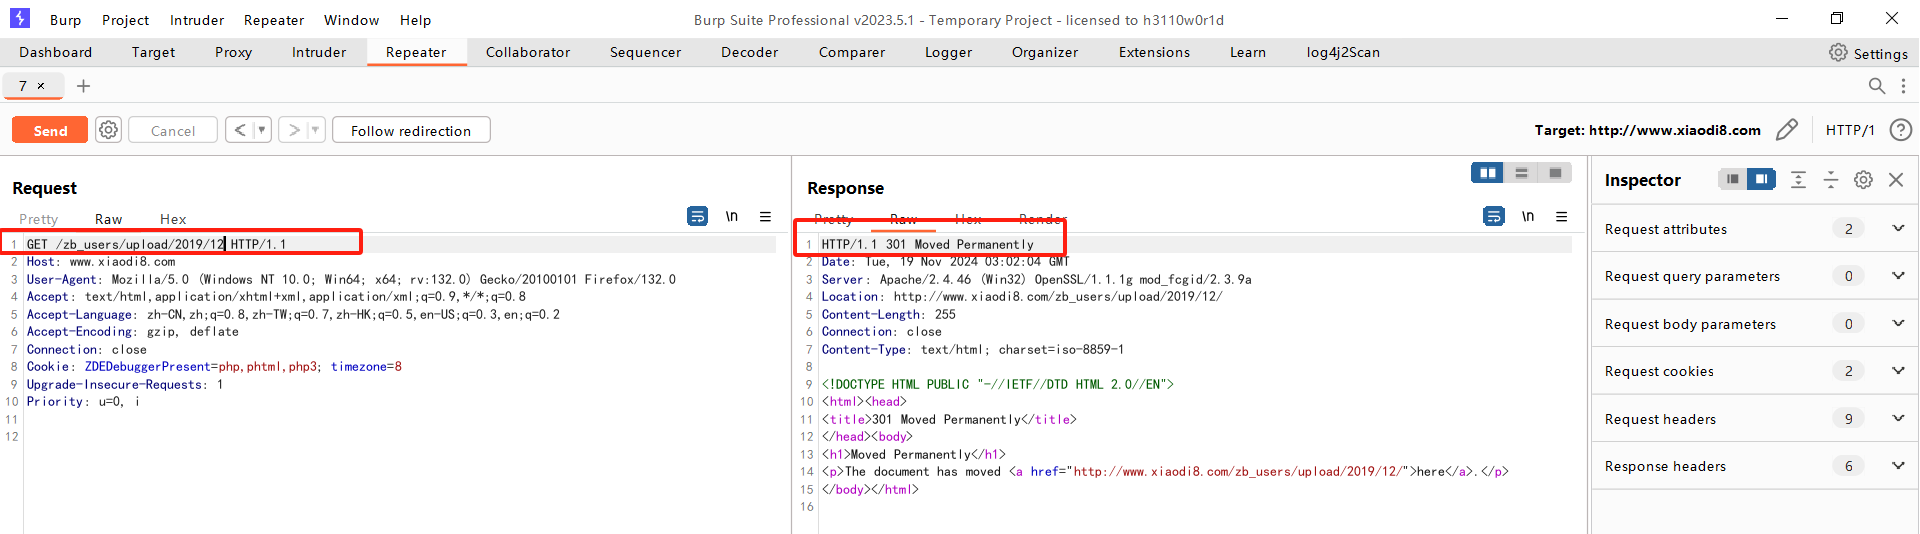 Burp Project Intruder Repeater Window Help Burp Suite Professional v2023.5.1 - Temporary Project - licensed to h3110w0r1d
Dashboard Target Proxy Intruder Repeater Collaborator Sequencer Decoder Comparer Logger Organizer Extensions Learn log4j2Scan Settings
7 × +
Send Cancel < > Follow redirection Target: http://www.xiaodi8.com HTTP/1
Request
Pretty Raw Hex \n
1 GET /zb_users/upload/2019/12 HTTP/1.1
2 Host: www.xiaodi8.com
3 User-Agent: Mozilla/5.0 (Windows NT 10.0; Win64; x64; rv:132.0) Gecko/20100101 Firefox/132.0
4 Accept: text/html,application/xhtml+xml,application/xml;q=0.9,*/*;q=0.8
5 Accept-Language: zh-CN,zh;q=0.8,zh-TW;q=0.7,zh-HK;q=0.5,en-US;q=0.3,en;q=0.2
6 Accept-Encoding: gzip, deflate
7 Connection: close
8 Cookie: ZDEDebuggerPresent=php,phtml,php3; timezone=8
9 Upgrade-Insecure-Requests: 1
10 Priority: u=0, i
11
12
Response
Pretty Raw Hex Render \n
1 HTTP/1.1 301 Moved Permanently
2 Date: Tue, 19 Nov 2024 03:02:04 GMT
3 Server: Apache/2.4.46 (Win32) OpenSSL/1.1.1g mod_fcgid/2.3.9a
4 Location: http://www.xiaodi8.com/zb_users/upload/2019/12/
5 Content-Length: 255
6 Connection: close
7 Content-Type: text/html; charset=iso-8859-1
8
9 <!DOCTYPE HTML PUBLIC "-//IETF//DTD HTML 2.0//EN">
10 <html><head>
11 <title>301 Moved Permanently</title>
12 </head><body>
13 <h1>Moved Permanently</h1>
14 <p>The document has moved <a href="http://www.xiaodi8.com/zb_users/upload/2019/12/">here</a>.</p>
15 </body></html>
16
Inspector
Request attributes 2
Request query parameters 0
Request body parameters 0
Request cookies 2
Request headers 9
Response headers 6